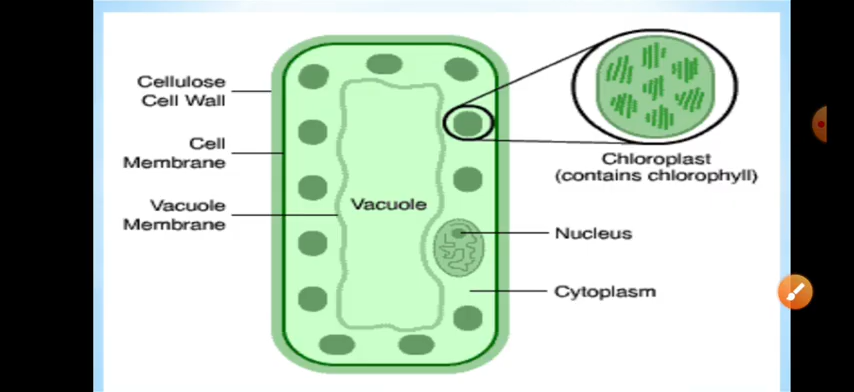 Cellulose
Cell Wall
Cell
Membrane
Vacuole
Membrane
Vacuole
Chloroplast
(contains chlorophyll)
Nucleus
Cytoplasm